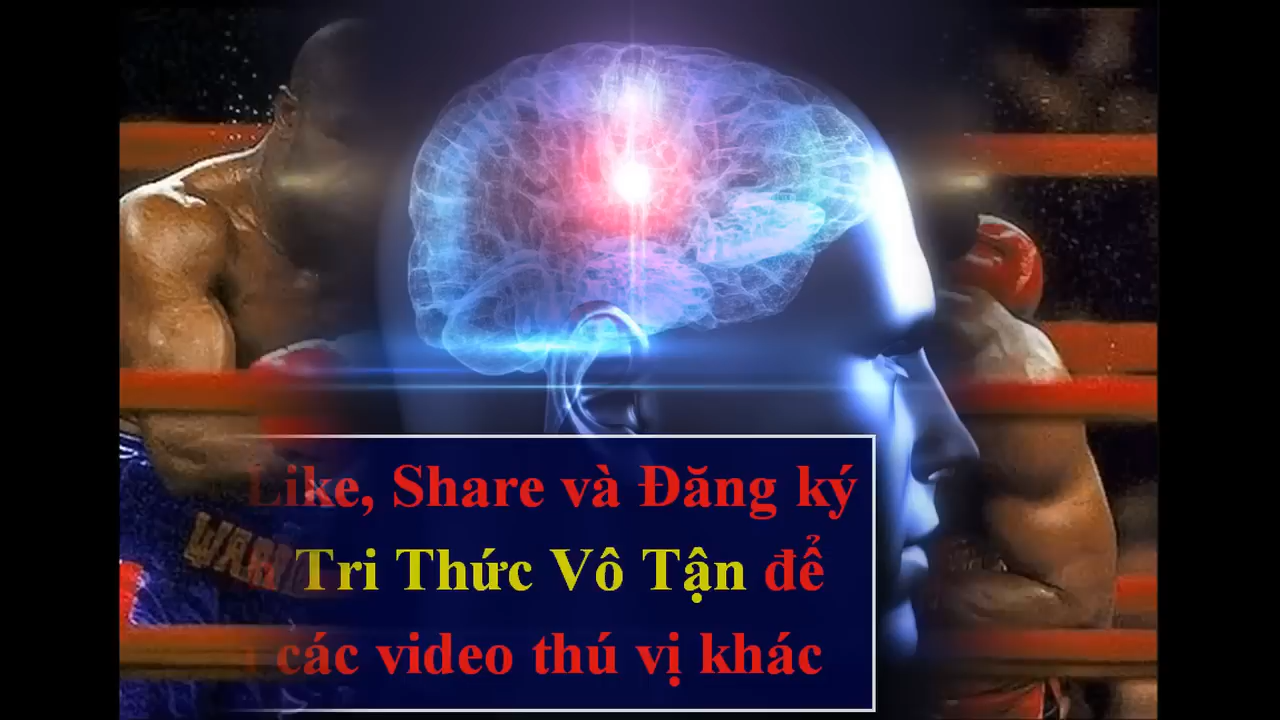 Like, Share và Đăng ký
Tri Thức Vô Tận để
các video thú vị khác